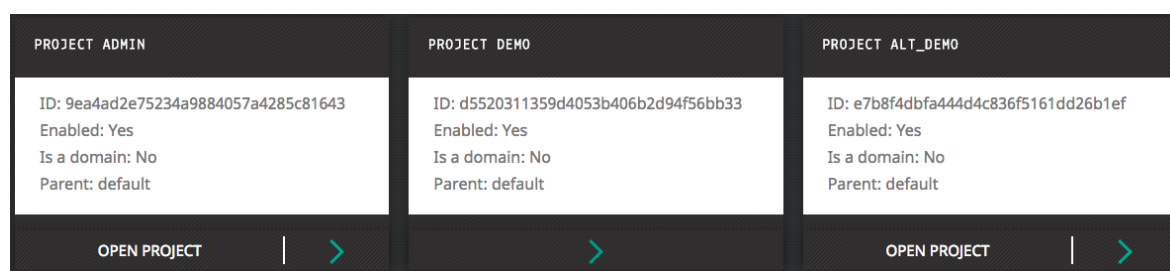 PROJECT ADMIN
ID: 9ea4ad2e75234a9884057a4285c81643
Enabled: Yes
Is a domain: No
Parent: default
OPEN PROJECT
PROJECT DEMO
ID: d5520311359d4053b406b2d94f56bb33
Enabled: Yes
Is a domain: No
Parent: default
PROJECT ALT_DEMO
ID: e7b8f4dbfa444d4c836f5161dd26b1ef
Enabled: Yes
Is a domain: No
Parent: default
OPEN PROJECT